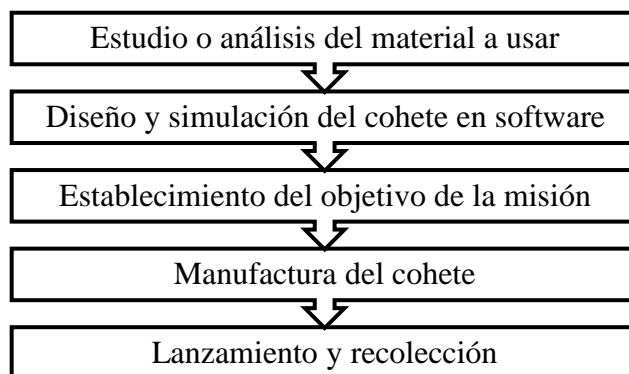 Estudio o análisis del material a usar
Diseño y simulación del cohete en software
Establecimiento del objetivo de la misión
Manufactura del cohete
Lanzamiento y recolección